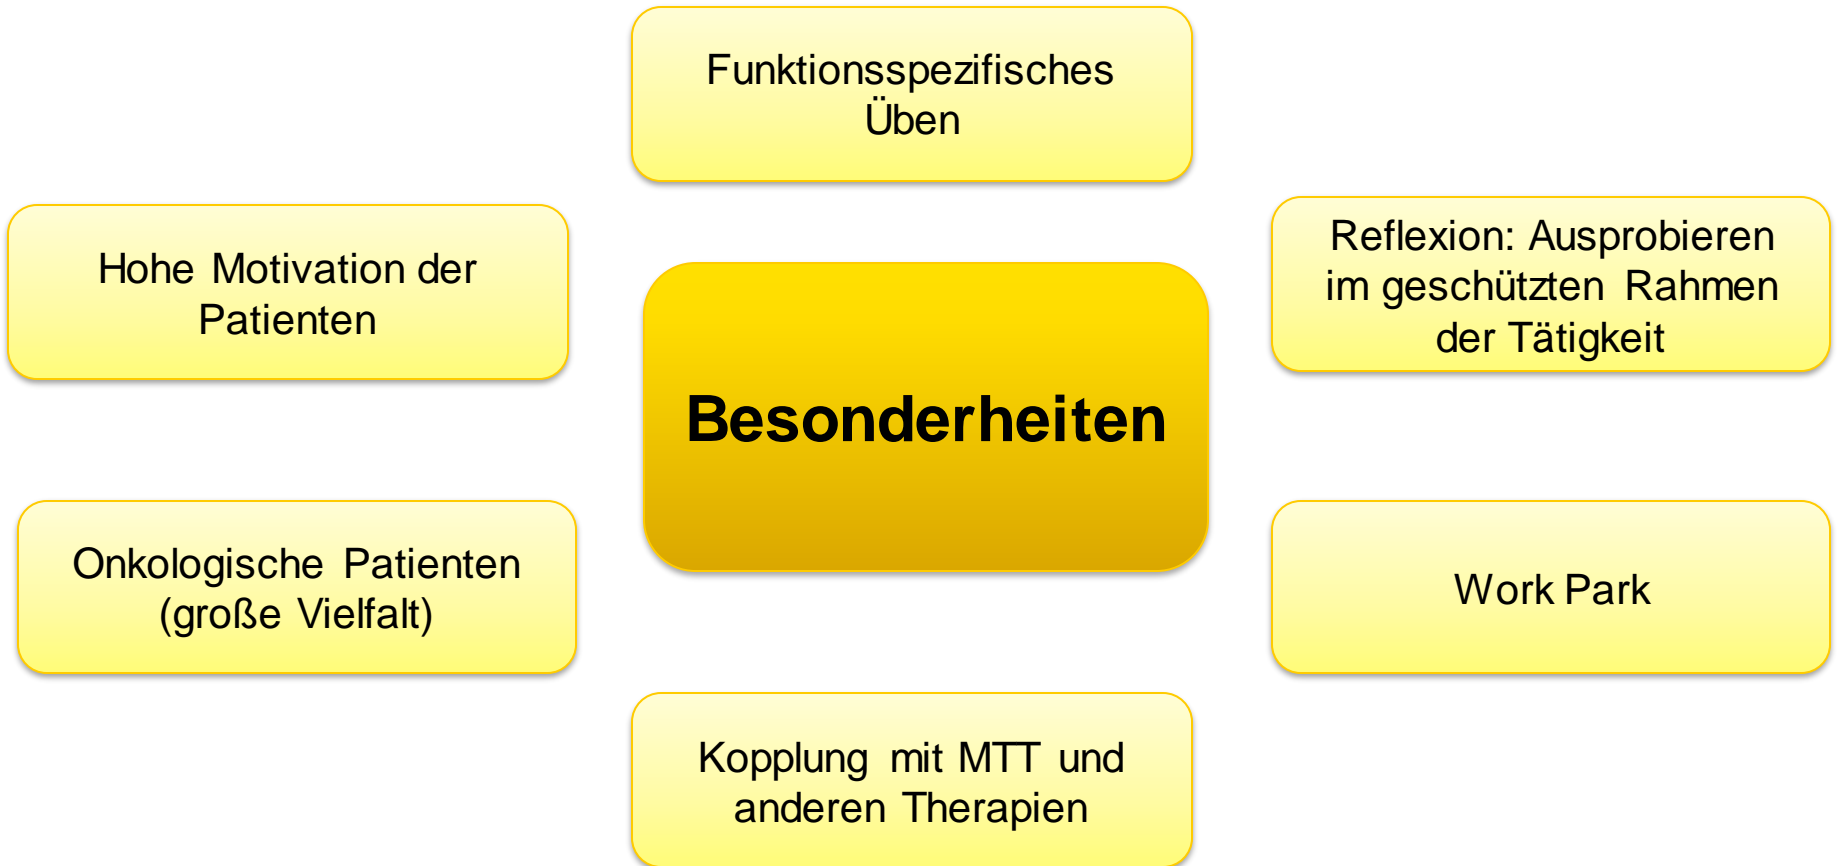 Funktionsspezifisches
Üben
Hohe Motivation der
Patienten
Reflexion: Ausprobieren
im geschützten Rahmen
der Tätigkeit
Besonderheiten
Onkologische Patienten
(große Vielfalt)
Work Park
Kopplung mit MTT und
anderen Therapien